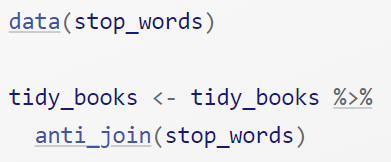 data(stop_words)
tidy_books <- tidy_books %>%
anti_join(stop_words)